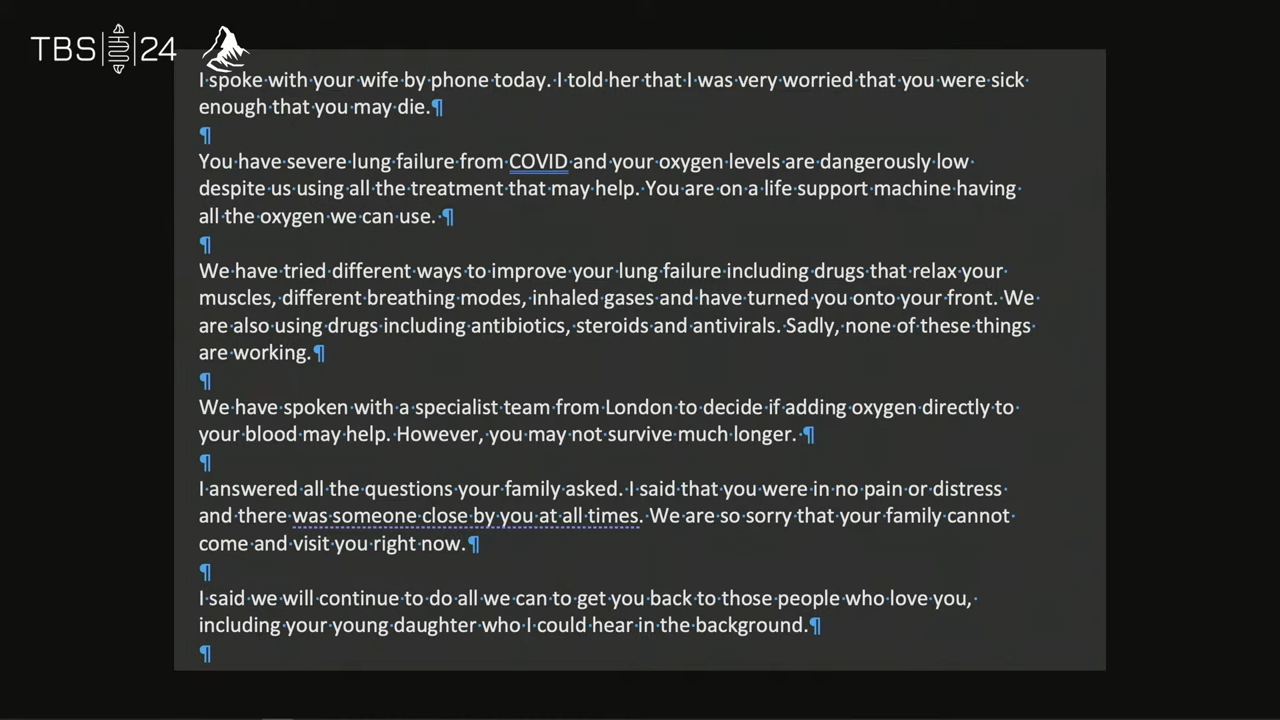 TBS 24
I spoke with your wife by phone today. I told her that I was very worried that you were sick
enough that you may die.¶
¶
You have severe lung failure from COVID and your oxygen levels are dangerously low
despite us using all the treatment that may help. You are on a life support machine having
all the oxygen we can use. ¶
¶
We have tried different ways to improve your lung failure including drugs that relax your
muscles, different breathing modes, inhaled gases and have turned you onto your front. We
are also using drugs including antibiotics, steroids and antivirals. Sadly, none of these things
are working.¶
¶
We have spoken with a specialist team from London to decide if adding oxygen directly to
your blood may help. However, you may not survive much longer. ¶
¶
I answered all the questions your family asked. I said that you were in no pain or distress
and there was someone close by you at all times. We are so sorry that your family cannot
come and visit you right now.¶
¶
I said we will continue to do all we can to get you back to those people who love you,
including your young daughter who I could hear in the background.¶
¶